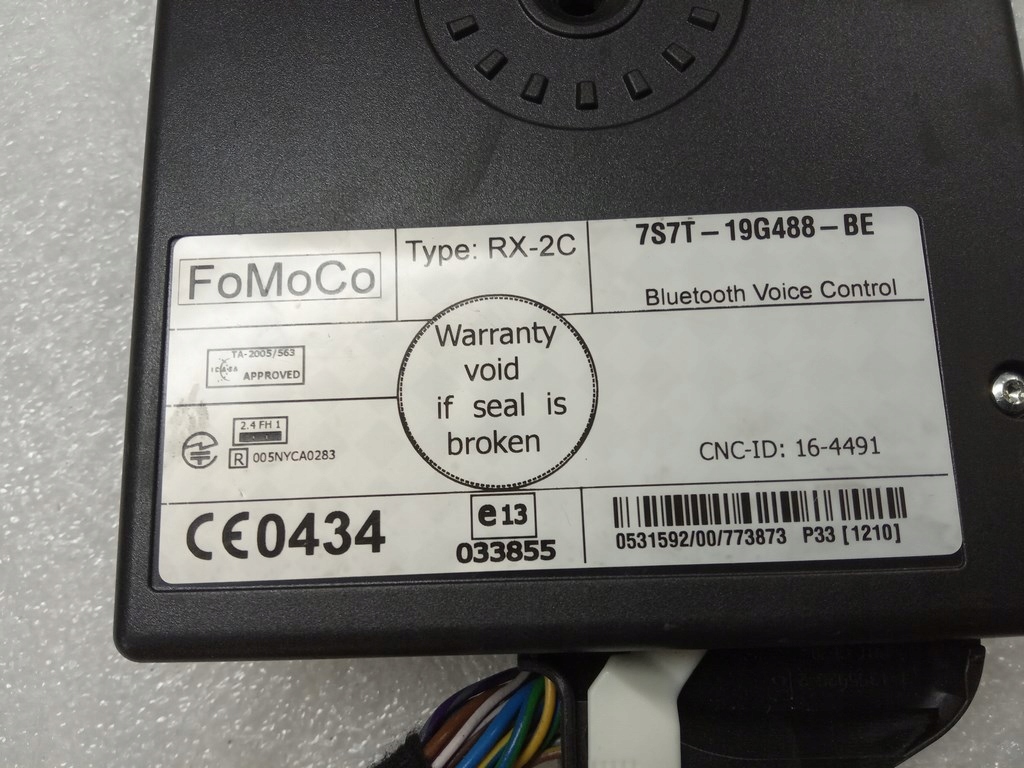 FoMoCo
Type: RX-2C
7S7T-19G488-BE
Bluetooth Voice Control
TA-2005/563
APPROVED
Warranty
void
if seal is
broken
2.4 FH 1
R 005NYCA0283
CNC-ID: 16-4491
CE0434
e13
033855
0531592/00/773873 P33 [1210]